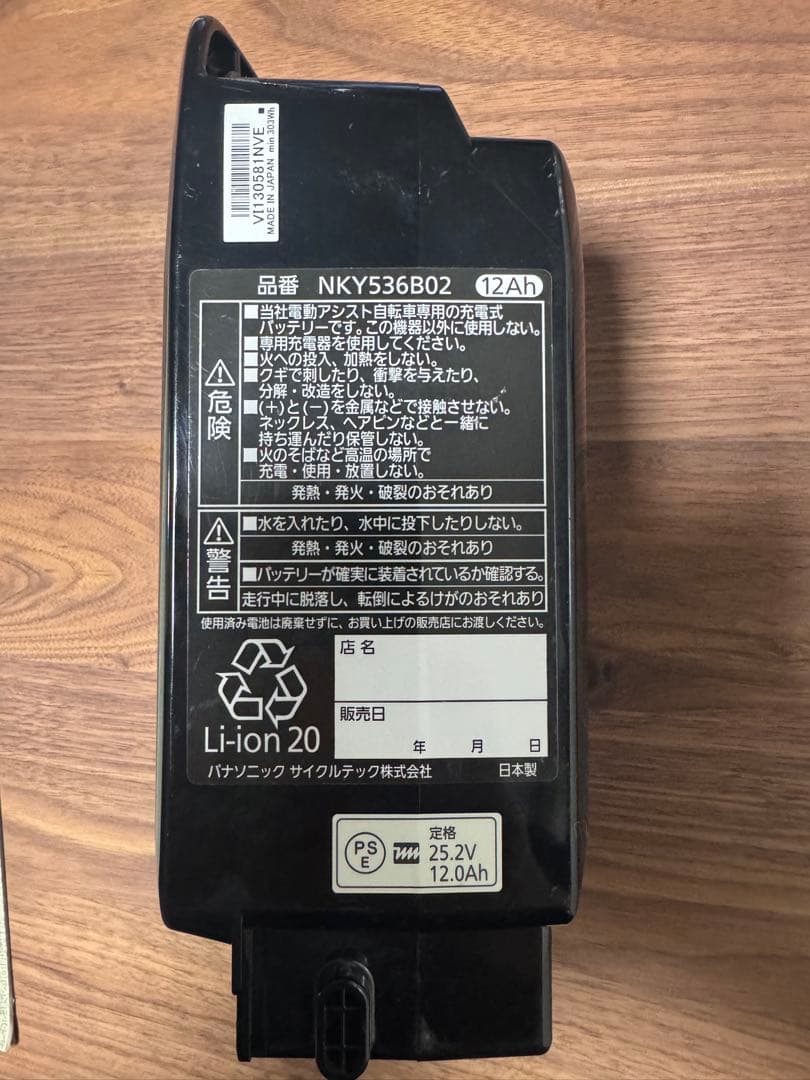 VI130581NVE
MADE IN JAPAN min 303Wh
品番 NKY536B02 12Ah
危険
■当社電動アシスト自転車専用の充電式
バッテリーです。この機器以外に使用しない。
■専用充電器を使用してください。
■火への投入、加熱をしない。
■クギで刺したり、衝撃を与えたり、
分解・改造をしない。
■(+)と(−)を金属などで接触させない。
ネックレス、ヘアピンなどと一緒に
持ち運んだり保管しない。
■火のそばなど高温の場所で
充電・使用・放置しない。
発熱・発火・破裂のおそれあり
警告
■水を入れたり、水中に投下したりしない。
発熱・発火・破裂のおそれあり
■バッテリーが確実に装着されているか確認する。
走行中に脱落し、転倒によるけがのおそれあり
使用済み電池は廃棄せずに、お買い上げの販売店にお渡しください。
店名
販売日
年 月 日
Li-ion 20
パナソニック サイクルテック株式会社 日本製
PS
E
定格
25.2V
12.0Ah